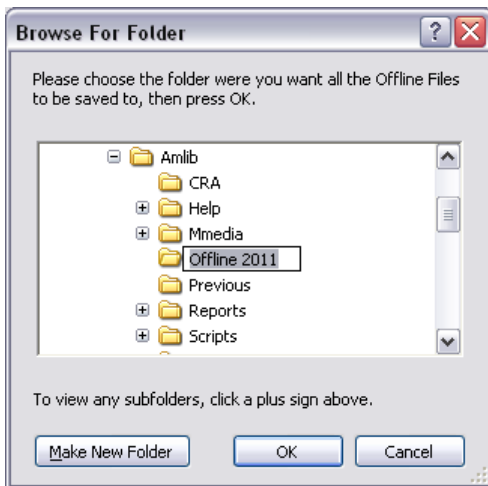 Browse For Folder
Please choose the folder were you want all the Offline Files
to be saved to, then press OK.
Amlib
CRA
Help
Mmedia
Offline 2011
Previous
Reports
Scripts
To view any subfolders, click a plus sign above.
Make New Folder OK Cancel